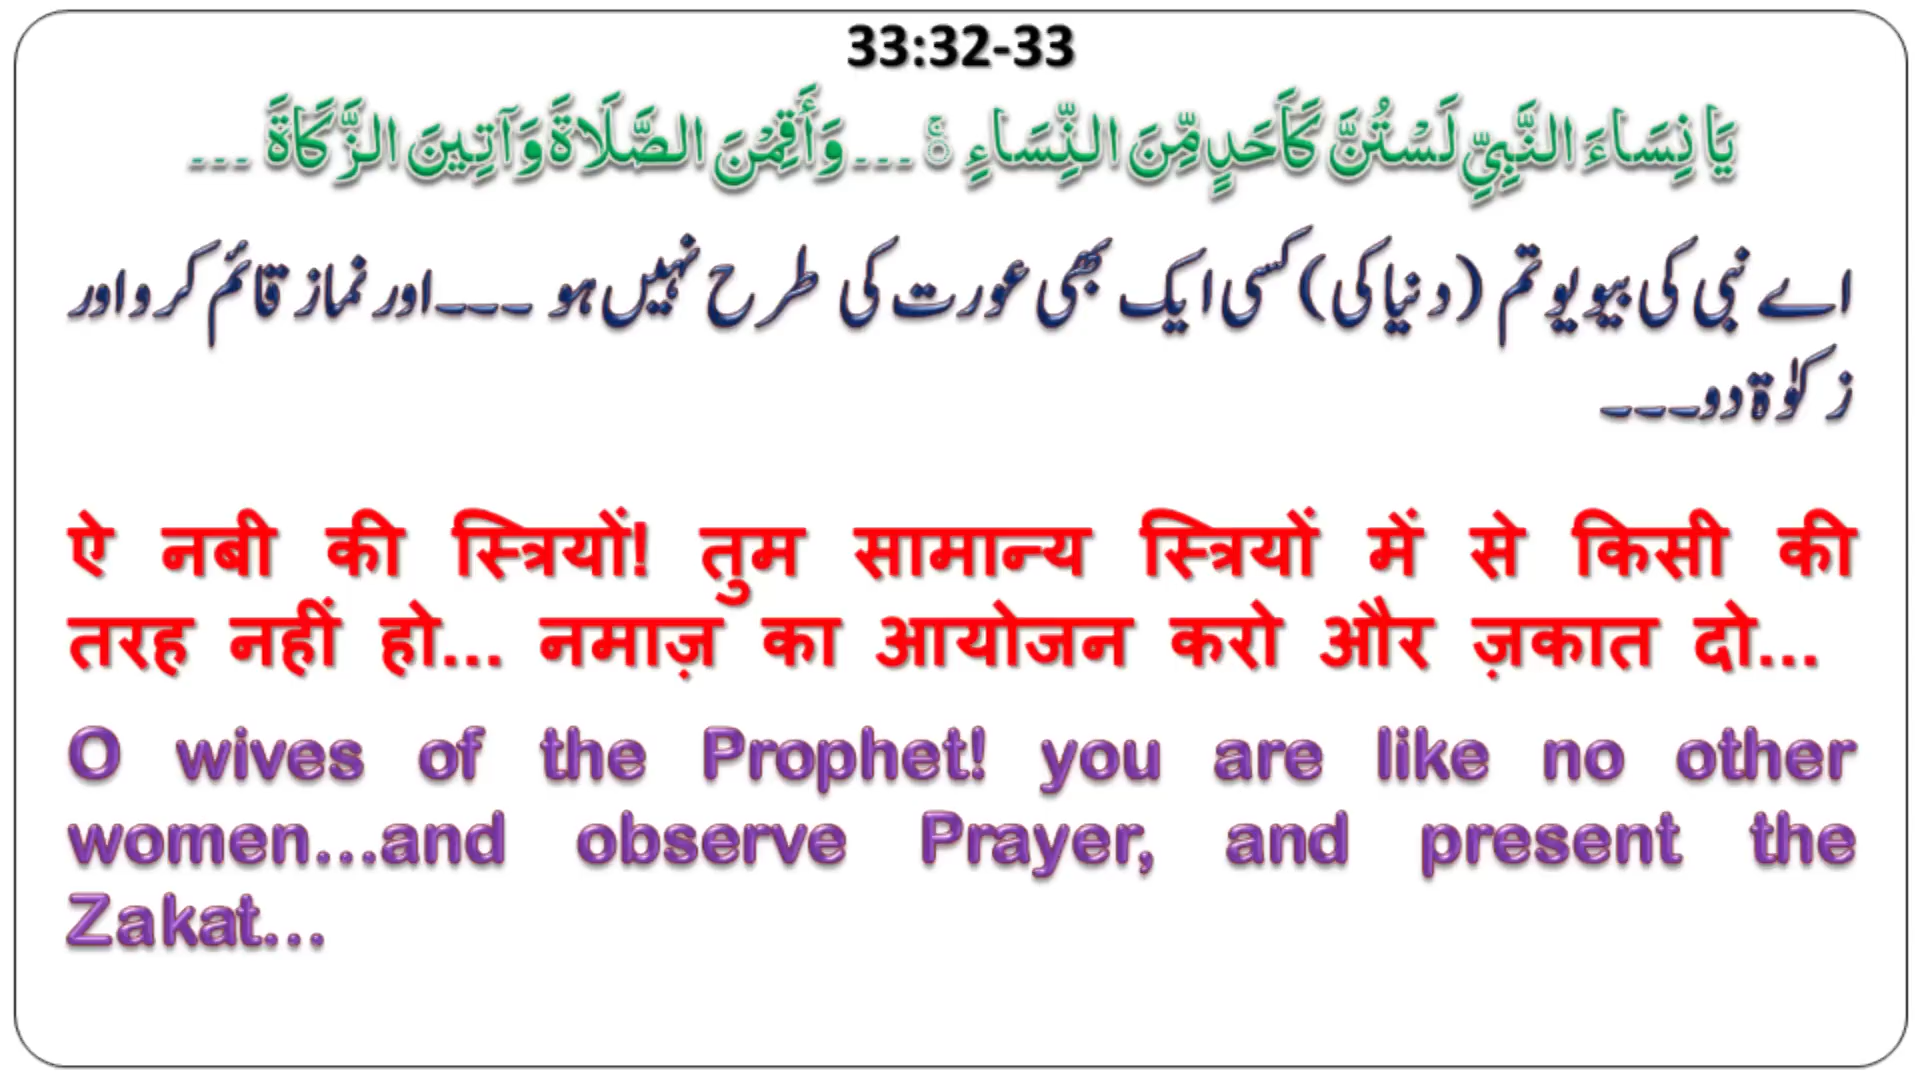 33:32-33
يَا نِسَاءَ النَّبِيِّ لَسْتُنَّ كَأَحَدٍ مِّنَ النِّسَاءِ ۚ ... وَأَقِمْنَ الصَّلَاةَ وَآتِينَ الزَّكَاةَ ...
اے نبی کی بیویو تم (دنیا کی) کسی ایک بھی عورت کی طرح نہیں ہو ۔۔۔اور نماز قائم کرو اور
زکوٰۃ دو۔۔۔
ऐ नबी की स्त्रियों! तुम सामान्य स्त्रियों में से किसी की
तरह नहीं हो... नमाज़ का आयोजन करो और ज़कात दो...
O wives of the Prophet! you are like no other
women...and observe Prayer, and present the
Zakat...